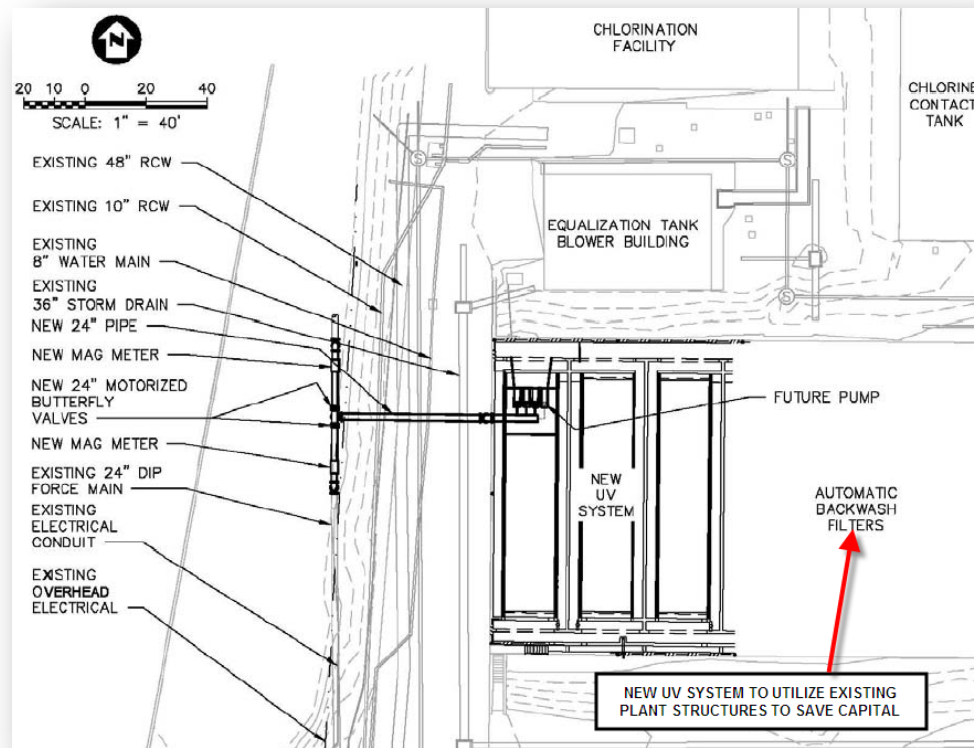 N
CHLORINATION
FACILITY
20 10 0 20 40
SCALE: 1" = 40'
CHLORINE
CONTACT
TANK
EXISTING 48" RCW
S
S
EXISTING 10" RCW
EQUALIZATION TANK
BLOWER BUILDING
EXISTING
8" WATER MAIN
S
EXISTING
36" STORM DRAIN
NEW 24" PIPE
NEW MAG METER
NEW 24" MOTORIZED
BUTTERFLY
VALVES
FUTURE PUMP
NEW MAG METER
EXISTING 24" DIP
FORCE MAIN
NEW
UV
SYSTEM
AUTOMATIC
BACKWASH
FILTERS
EXISTING
ELECTRICAL
CONDUIT
EXISTING
OVERHEAD
ELECTRICAL
NEW UV SYSTEM TO UTILIZE EXISTING
PLANT STRUCTURES TO SAVE CAPITAL